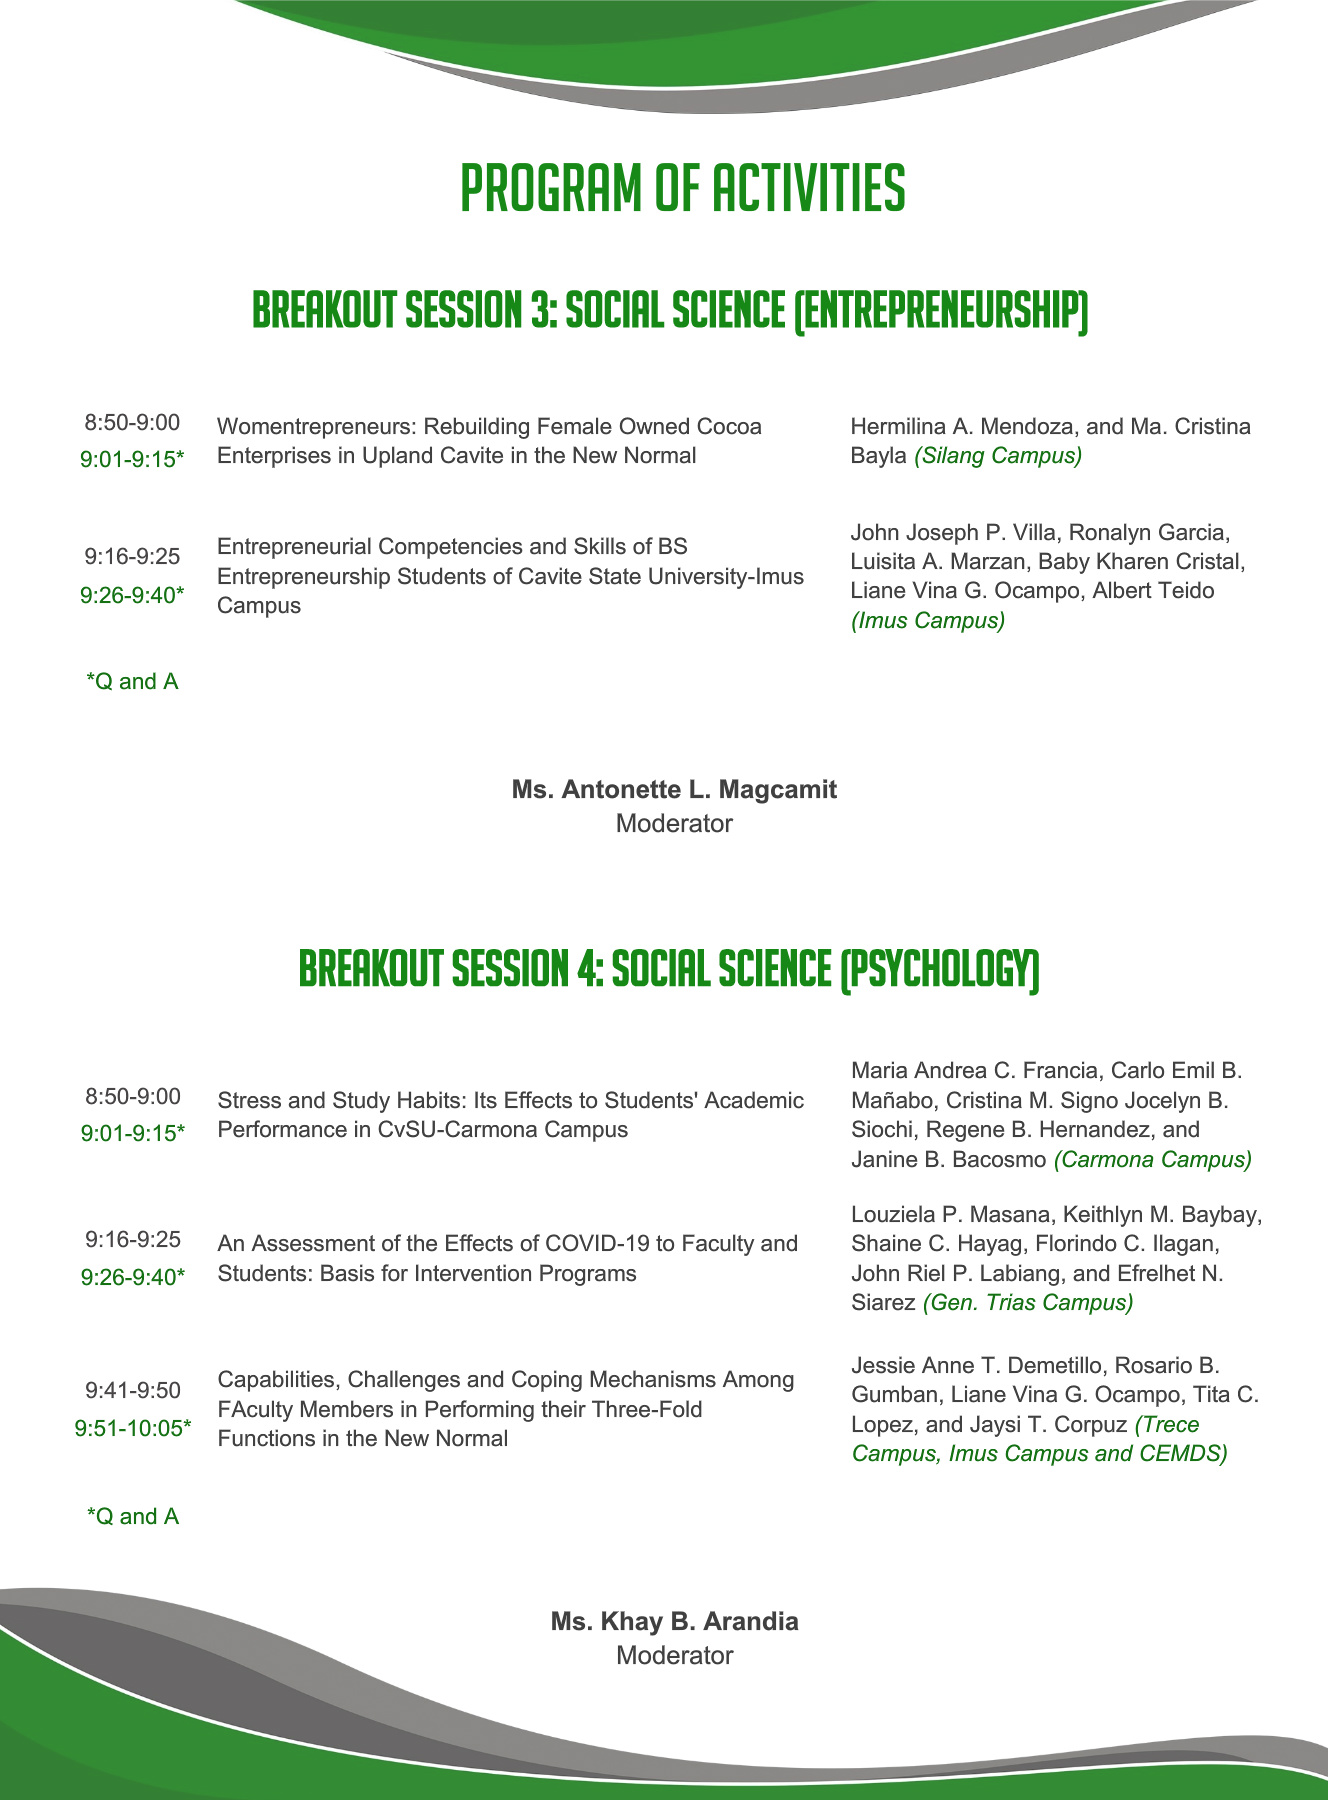 PROGRAM OF ACTIVITIES
BREAKOUT SESSION 3: SOCIAL SCIENCE (ENTREPRENEURSHIP)
8:50-9:00
9:01-9:15*
Womentrepreneurs: Rebuilding Female Owned Cocoa
Enterprises in Upland Cavite in the New Normal
Hermilina A. Mendoza, and Ma. Cristina
Bayla (Silang Campus)
9:16-9:25
9:26-9:40*
Entrepreneurial Competencies and Skills of BS
Entrepreneurship Students of Cavite State University-Imus
Campus
John Joseph P. Villa, Ronalyn Garcia,
Luisita A. Marzan, Baby Kharen Cristal,
Liane Vina G. Ocampo, Albert Teido
(Imus Campus)
*Q and A
Ms. Antonette L. Magcamit
Moderator
BREAKOUT SESSION 4: SOCIAL SCIENCE (PSYCHOLOGY)
8:50-9:00
9:01-9:15*
Stress and Study Habits: Its Effects to Students' Academic
Performance in CvSU-Carmona Campus
Maria Andrea C. Francia, Carlo Emil B.
Mañabo, Cristina M. Signo Jocelyn B.
Siochi, Regene B. Hernandez, and
Janine B. Bacosmo (Carmona Campus)
9:16-9:25
9:26-9:40*
An Assessment of the Effects of COVID-19 to Faculty and
Students: Basis for Intervention Programs
Louziela P. Masana, Keithlyn M. Baybay,
Shaine C. Hayag, Florindo C. Ilagan,
John Riel P. Labiang, and Efrelhet N.
Siarez (Gen. Trias Campus)
9:41-9:50
9:51-10:05*
Capabilities, Challenges and Coping Mechanisms Among
FAculty Members in Performing their Three-Fold
Functions in the New Normal
Jessie Anne T. Demetillo, Rosario B.
Gumban, Liane Vina G. Ocampo, Tita C.
Lopez, and Jaysi T. Corpuz (Trece
Campus, Imus Campus and CEMDS)
*Q and A
Ms. Khay B. Arandia
Moderator